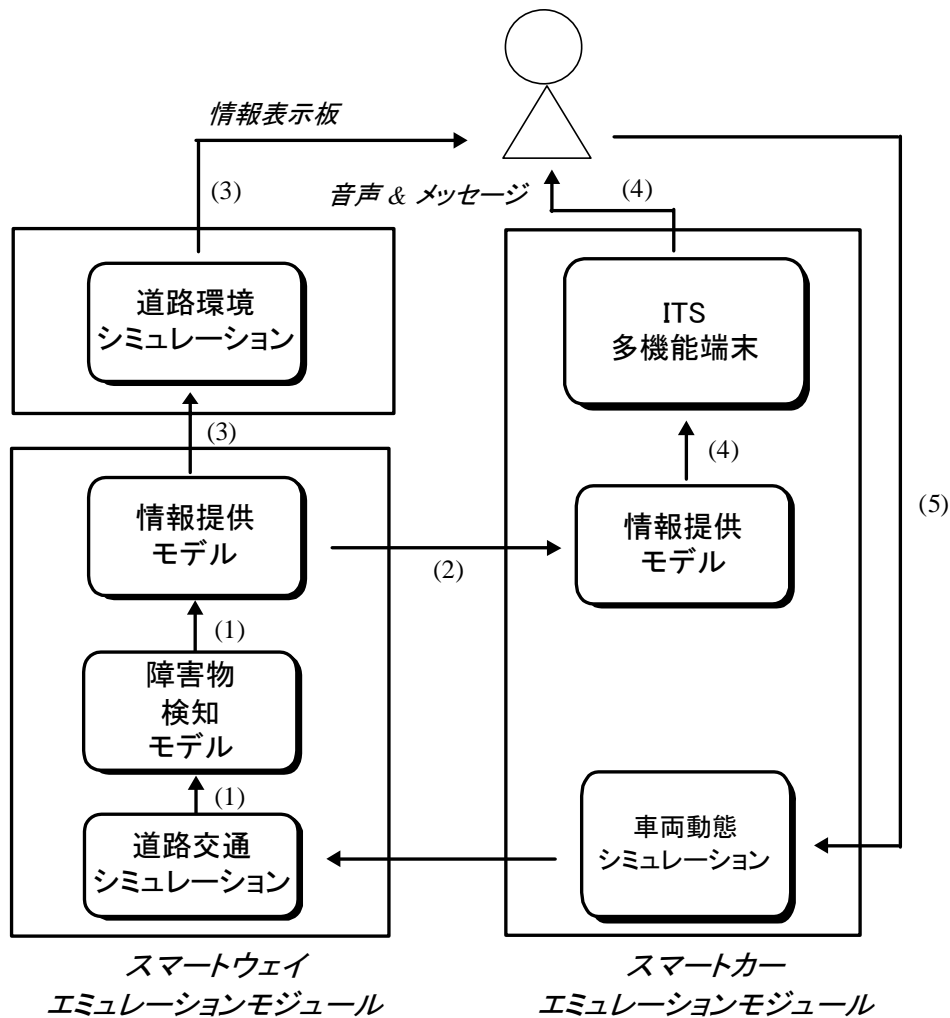 情報表示板
(3)
音声 & メッセージ
(4)
道路環境
シミュレーション
ITS
多機能端末
(3)
(4)
情報提供
モデル
(2)
情報提供
モデル
(5)
(1)
障害物
検知
モデル
(1)
道路交通
シミュレーション
車両動態
シミュレーション
スマートウェイ
エミュレーションモジュール
スマートカー
エミュレーションモジュール